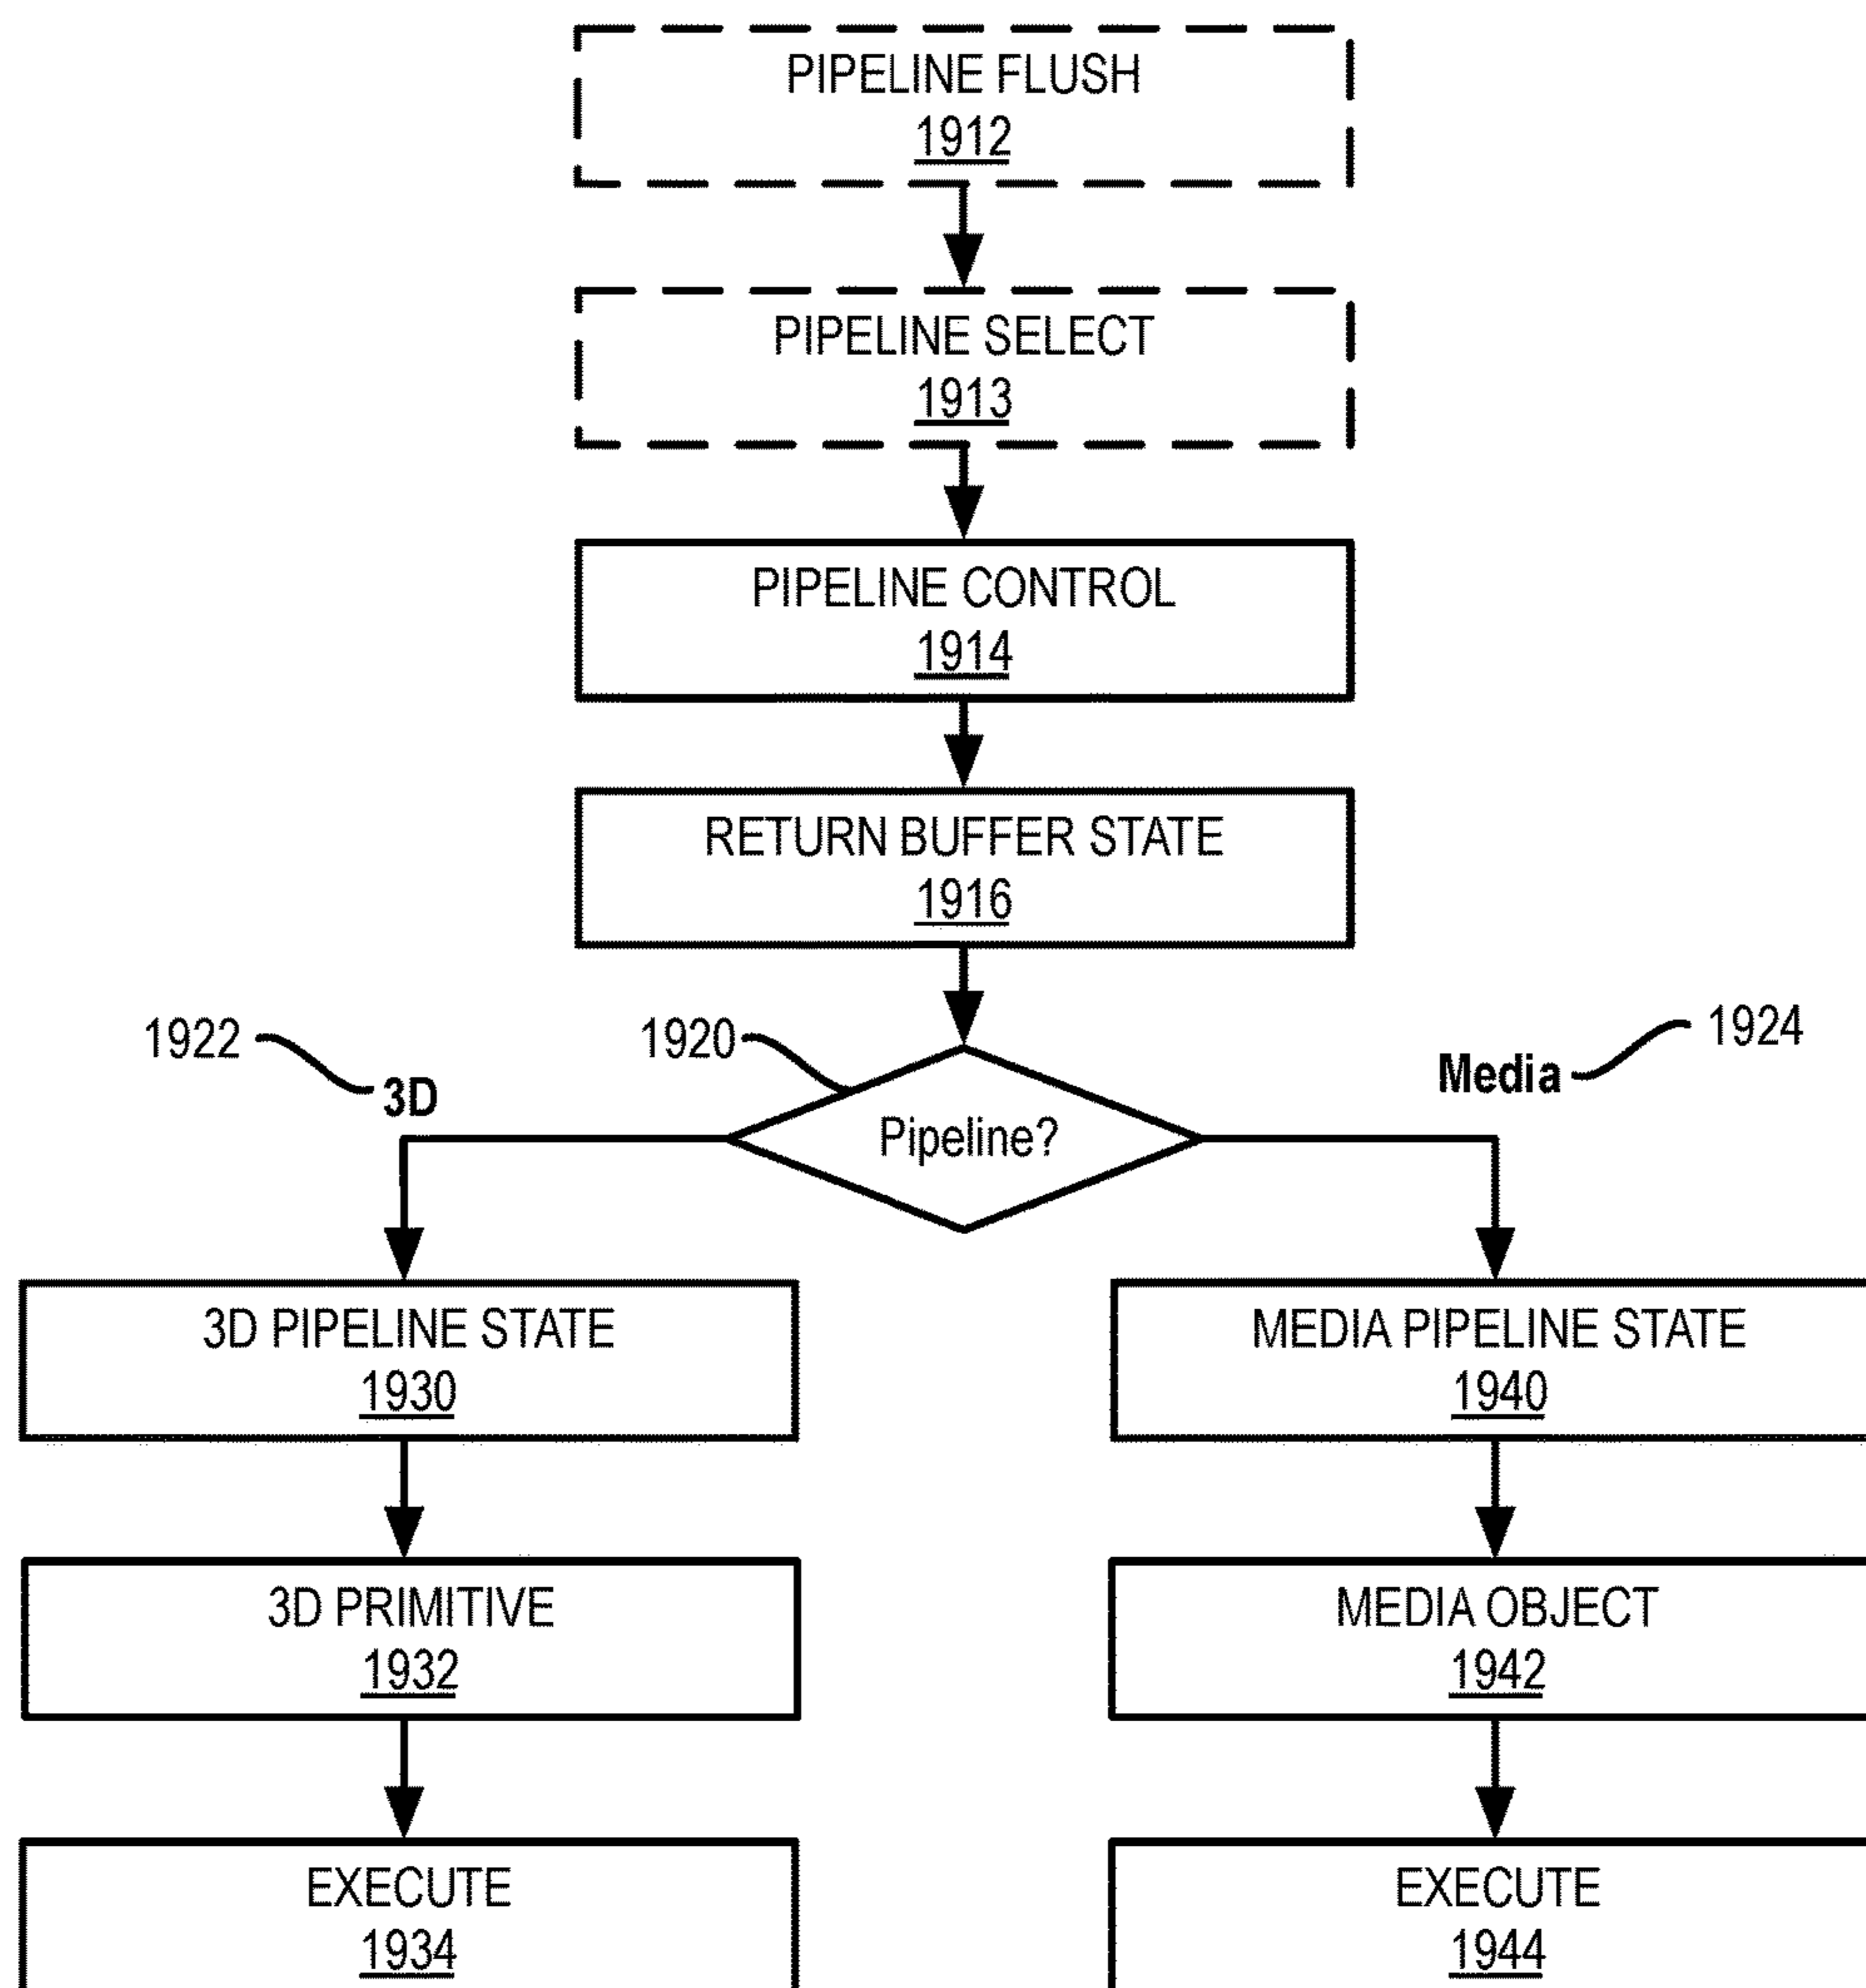 PIPELINE FLUSH
1912
PIPELINE SELECT
1913
PIPELINE CONTROL
1914
RETURN BUFFER STATE
1916
1922
3D
1920
Pipeline?
Media
1924
3D PIPELINE STATE
1930
MEDIA PIPELINE STATE
1940
3D PRIMITIVE
1932
MEDIA OBJECT
1942
EXECUTE
1934
EXECUTE
1944